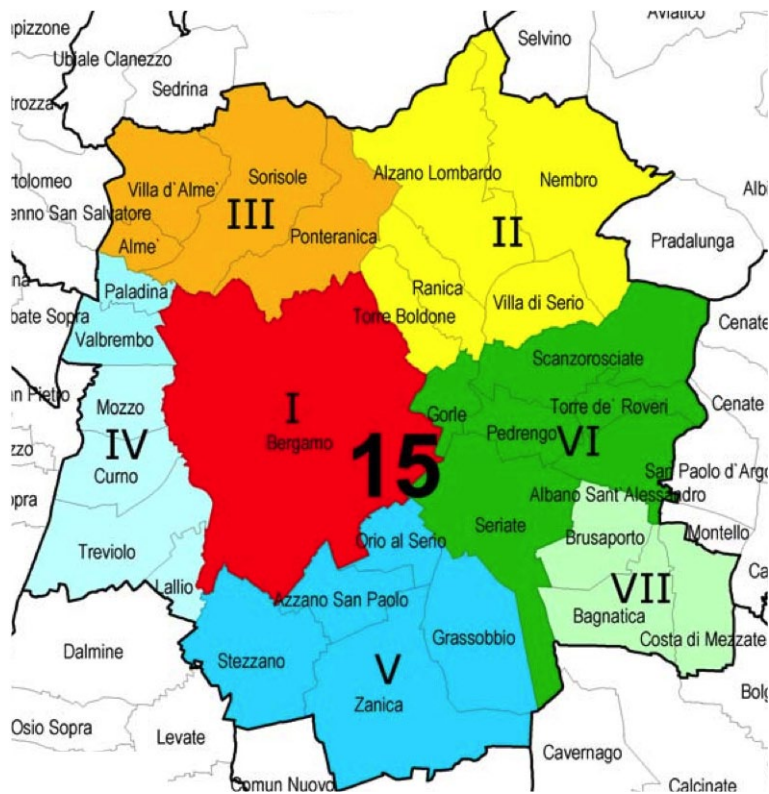 Aviatico
Selvino
Ubiale Clanezzo
Sedrina
Alzano Lombardo
Nembro
Villa d`Alme`
Sorisole
III
Ponteranica
II
Alme`
Pradalunga
Paladina
Ranica
Villa di Serio
Torre Boldone
Valbrembo
Scanzorosciate
Mozzo
I
Gorle
Torre de` Roveri
Bergamo
15
Pedrengo
VI
IV
Curno
Albano Sant`Alessandro
Seriate
Treviolo
Orio al Serio
Brusaporto
Montello
Lallio
VII
Azzano San Paolo
Bagnatica
Grassobbio
Costa di Mezzate
Dalmine
Stezzano
V
Zanica
Osio Sopra
Levate
Cavernago
Comun Nuovo
Calcinate
Cenate
Cenate
San Paolo d`Argo
pizzone
trozza
tolomeo
enno San Salvatore
bate Sopra
n Pietro
zzo
opra
Albi
Bolg